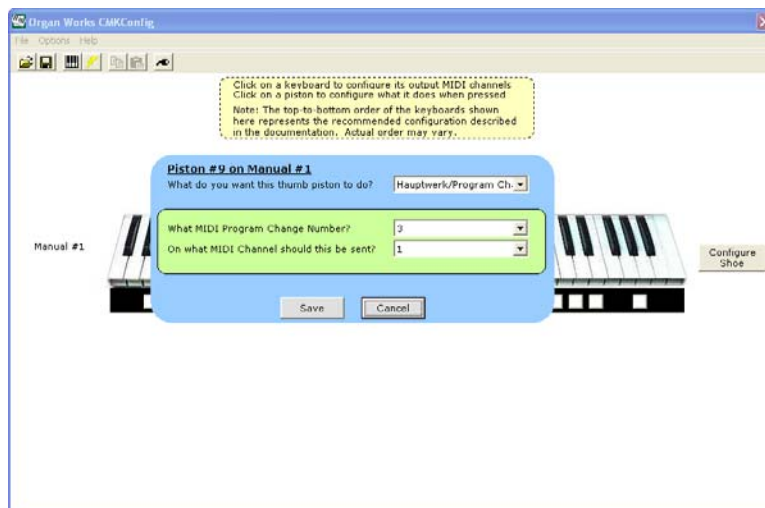 Organ Works CMKConfig
File Options Help
Click on a keyboard to configure its output MIDI channels
Click on a piston to configure what it does when pressed
Note: The top-to-bottom order of the keyboards shown
here represents the recommended configuration described
in the documentation. Actual order may vary.
Piston #9 on Manual #1
What do you want this thumb piston to do? Hauptwerk/Program Ch
What MIDI Program Change Number? 3
On what MIDI Channel should this be sent? 1
Manual #1
Configure
Shoe
Save Cancel